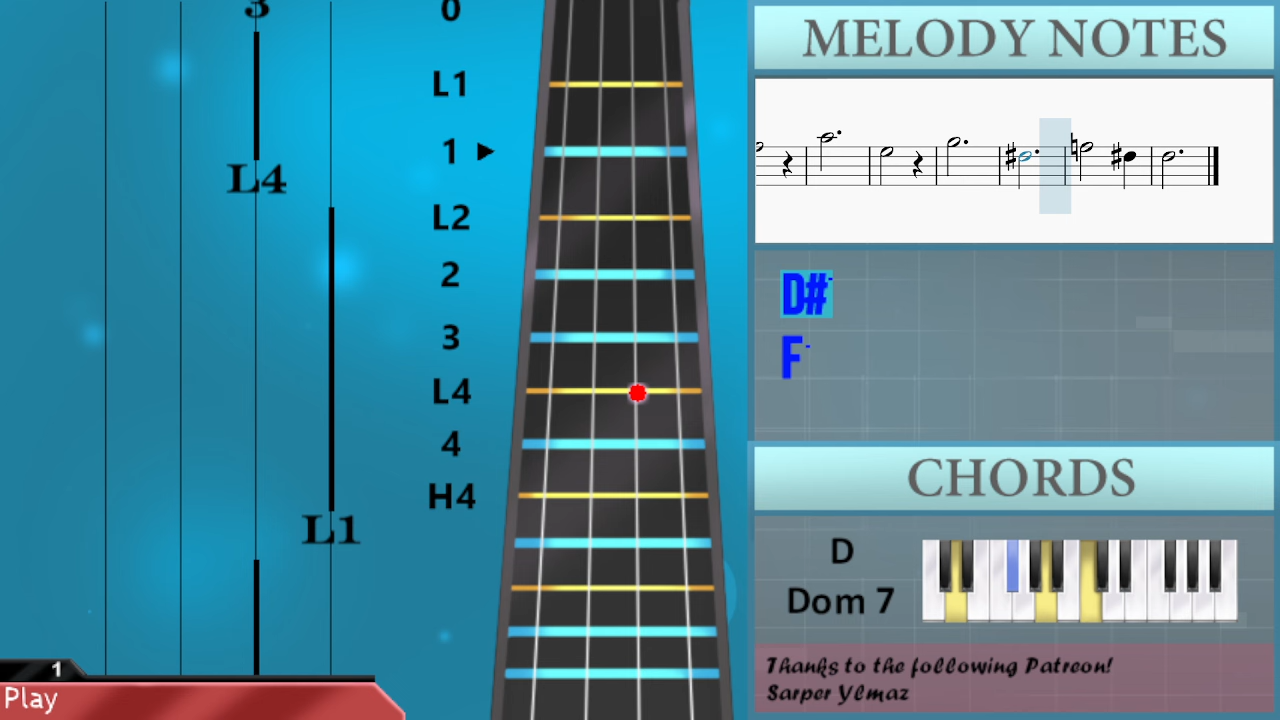 3
L4
L1
1
Play
0
L1
1
L2
2
3
L4
4
H4
MELODY NOTES
D#
F
CHORDS
D
Dom 7
Thanks to the following Patreon!
Sarper Ylmaz